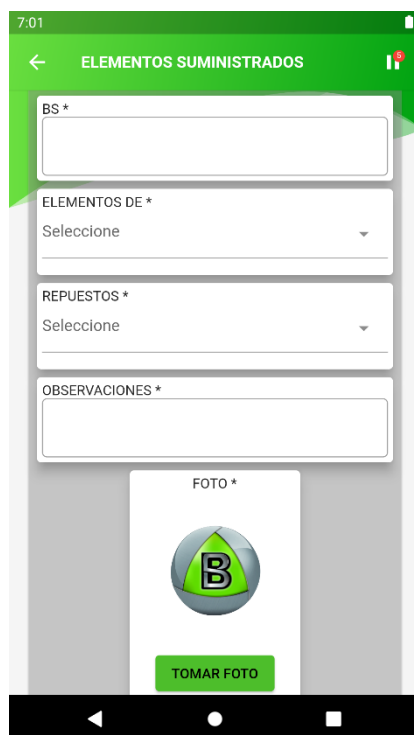 7:01
ELEMENTOS SUMINISTRADOS
5
BS *
ELEMENTOS DE *
Seleccione
REPUESTOS *
Seleccione
OBSERVACIONES *
FOTO *
B
TOMAR FOTO